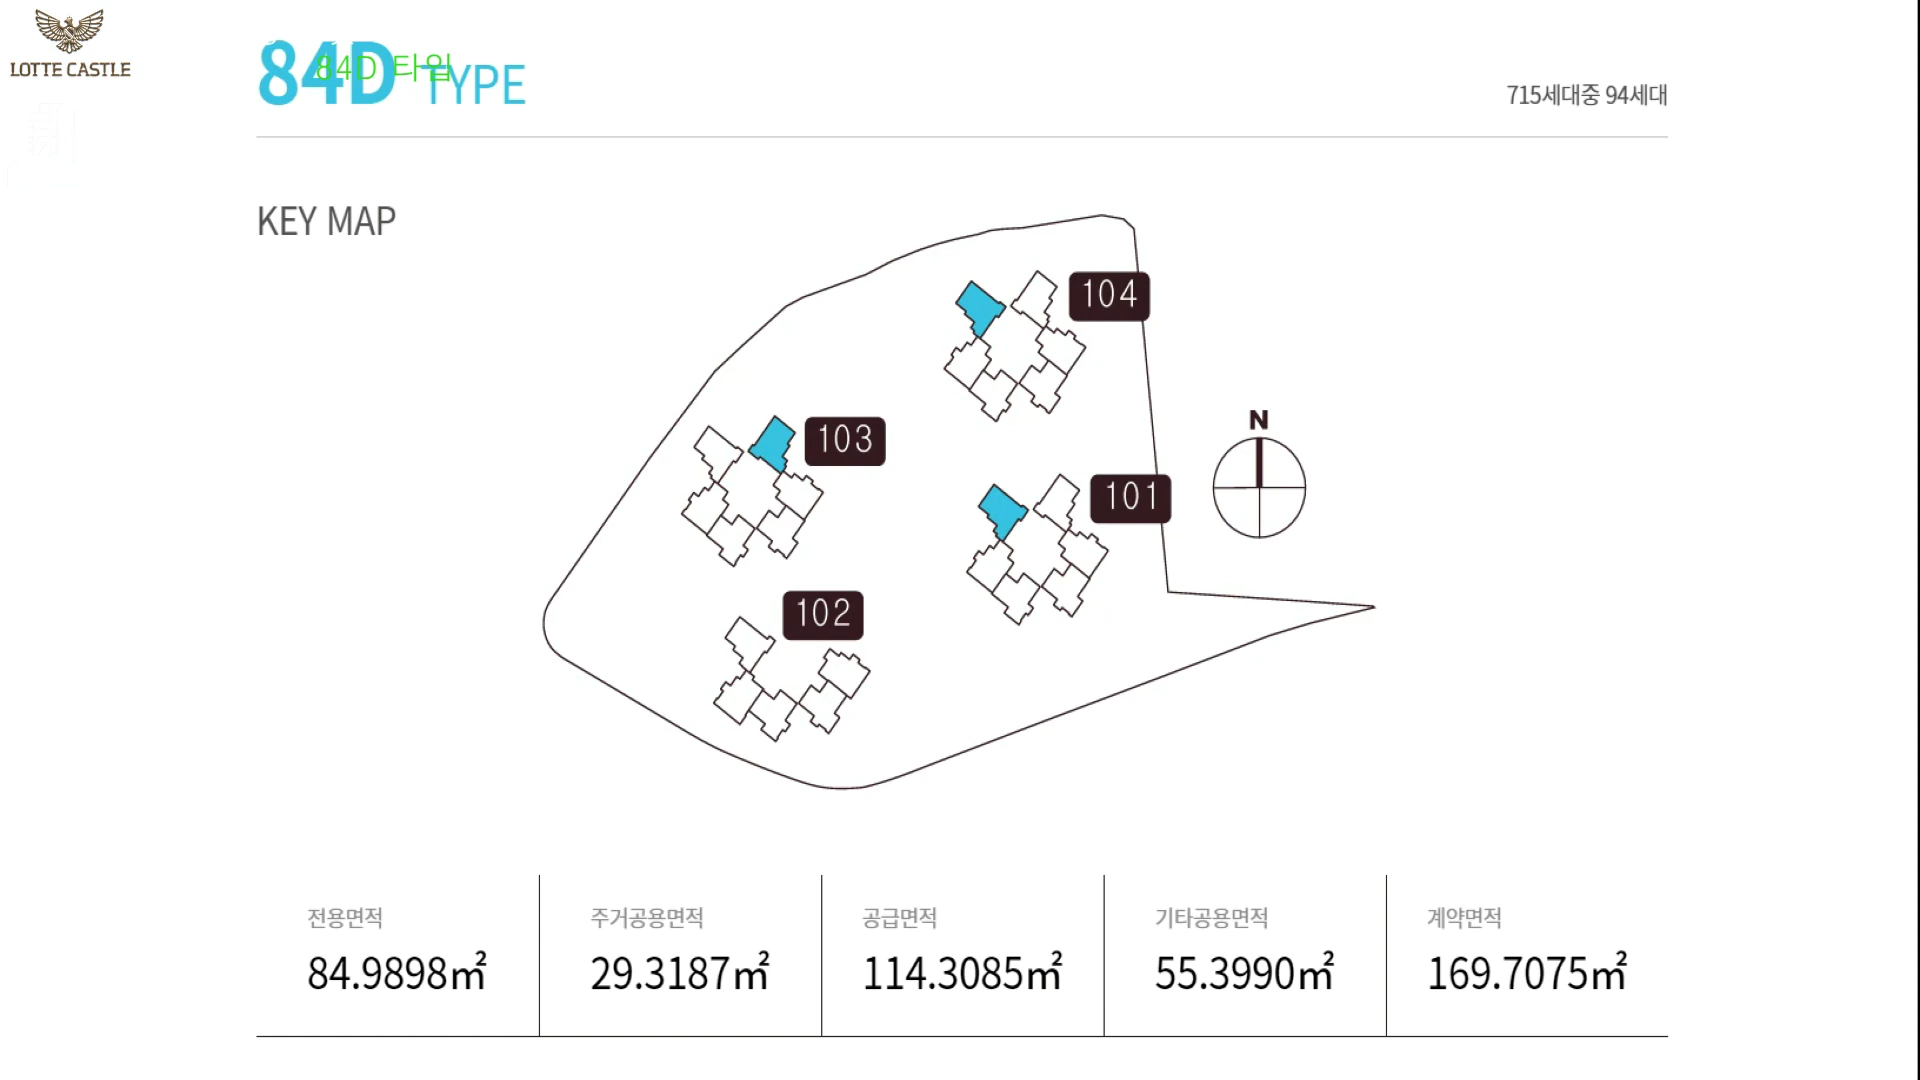 LOTTE CASTLE
84D TYPE
84D 타입
715세대중 94세대
KEY MAP
104
103
N
101
102
전용면적
84.9898㎡
주거공용면적
29.3187㎡
공급면적
114.3085㎡
기타공용면적
55.3990㎡
계약면적
169.7075㎡